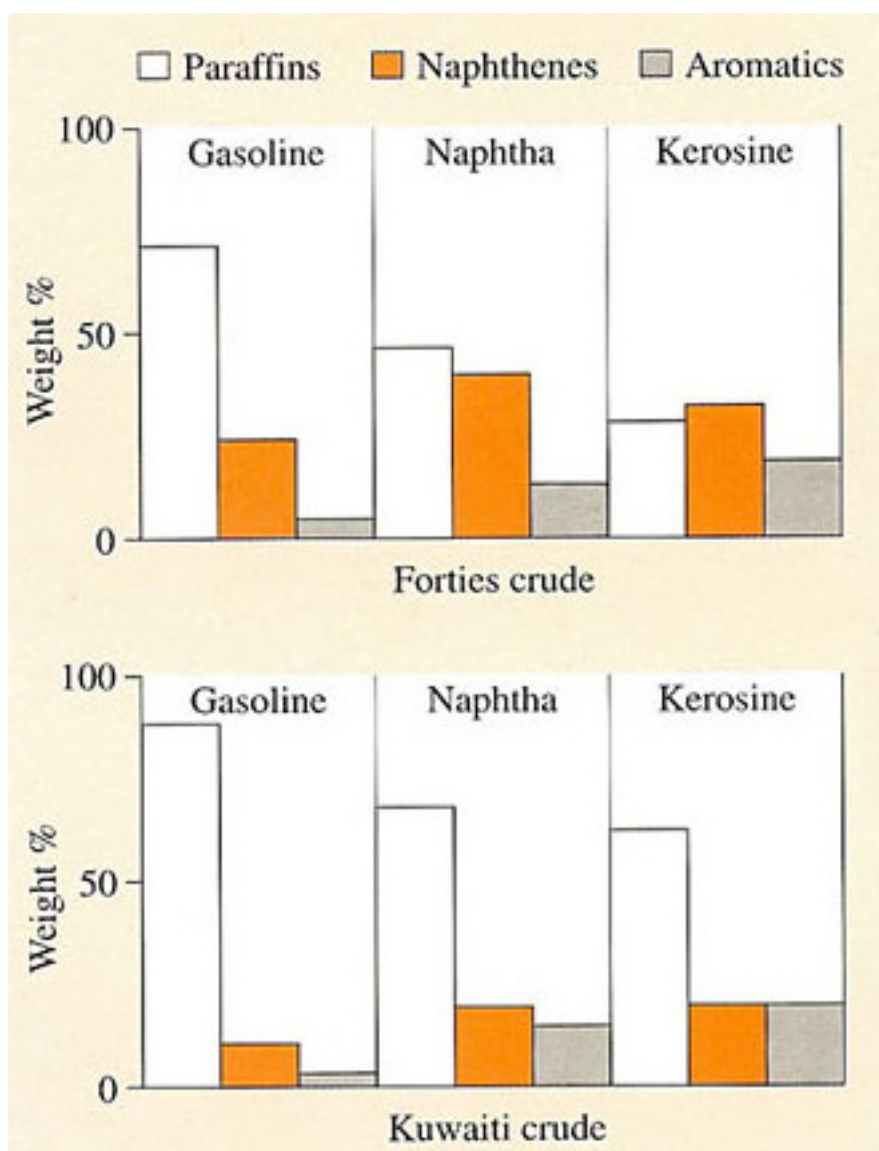 Paraffins Naphthenes Aromatics
100
Gasoline Naphtha Kerosine
Weight %
50
0
Forties crude
100
Gasoline Naphtha Kerosine
Weight %
50
0
Kuwaiti crude